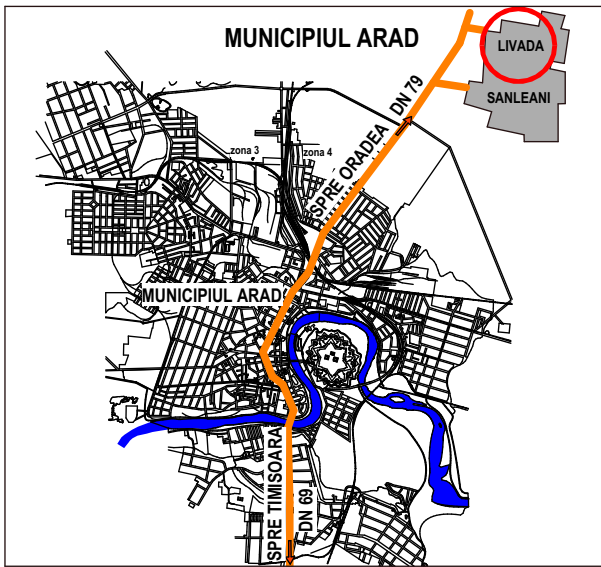 MUNICIPIUL ARAD
LIVADA
SANLEANI
SPRE ORADEA DN 79
zona 3
zona 4
MUNICIPIUL ARAD
SPRE TIMISOARA
DN 69